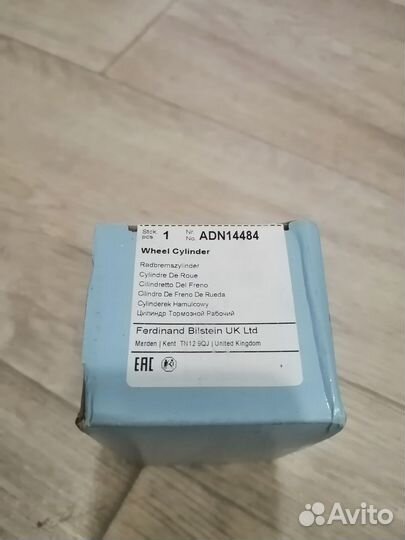 Stck. pcs. 1 Nr. No. ADN14484
Wheel Cylinder
Radbremszylinder
Cylindre De Roue
Cilindretto Del Freno
Cilindro De Freno De Rueda
Cylinderek Hamulcowy
Цилиндр Тормозной Рабочий
Ferdinand Bilstein UK Ltd
Marden | Kent TN12 9QJ | United Kingdom
EAC
Avito